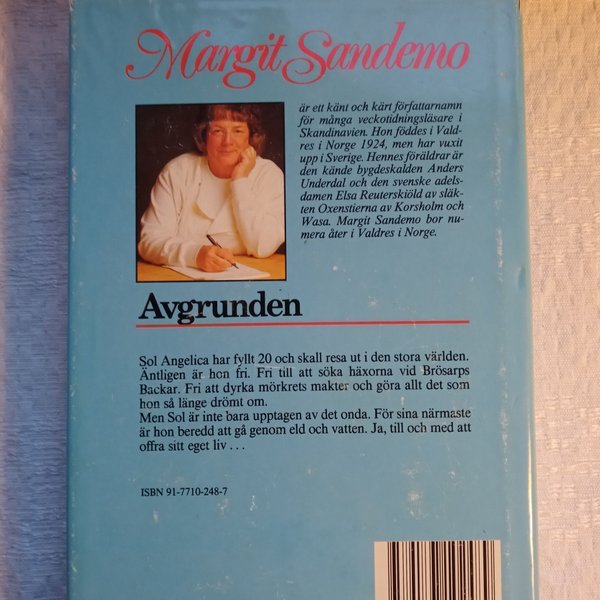 Margit Sandemo
är ett känt och kärt författarnamn
för många veckotidningsläsare i
Skandinavien. Hon föddes i Vald-
res i Norge 1924, men har vuxit
upp i Sverige. Hennes föräldrar är
den kände bygdeskalden Anders
Underdal och den svenske adels-
damen Elsa Reuterskiöld av släk-
ten Oxenstierna av Korsholm och
Wasa. Margit Sandemo bor nu-
mera åter i Valdres i Norge.
Avgrunden
Sol Angelica har fyllt 20 och skall resa ut i den stora världen.
Äntligen är hon fri. Fri till att söka häxorna vid Brösarps
Backar. Fri att dyrka mörkrets makter och göra allt det som
hon så länge drömt om.
Men Sol är inte bara upptagen av det onda. För sina närmaste
är hon beredd att gå genom eld och vatten. Ja, till och med att
offra sitt eget liv . . .
ISBN 91-7710-248-7